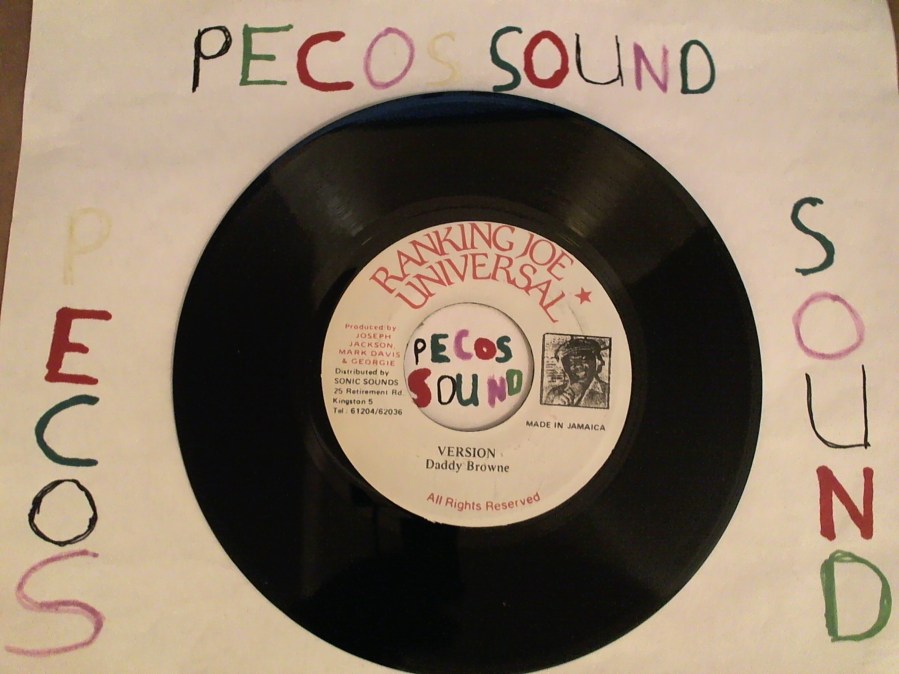 PECOS SOUND
PECOS
SOUND
RANKING JOE
UNIVERSAL
Produced by
JOSEPH
JACKSON,
MARK DAVIS
& GEORGIE
Distributed by
SONIC SOUNDS
25 Retirement Rd
Kingston 5
Tel: 61204/62036
PECOS
SOUND
MADE IN JAMAICA
VERSION
Daddy Browne
All Rights Reserved